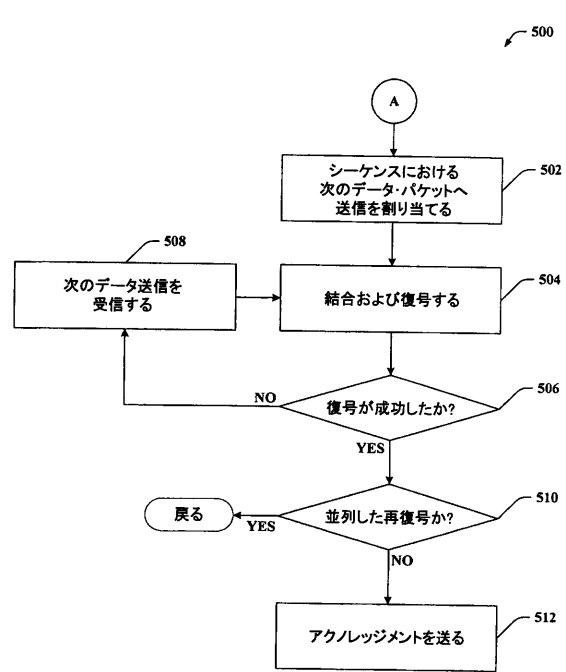 500
A
シーケンスにおける
次のデータ・パケットへ
送信を割り当てる
502
508
次のデータ送信を
受信する
結合および復号する
504
復号が成功したか?
506
NO
YES
並列した再復号か?
510
戻る
YES
NO
アクノレッジメントを送る
512